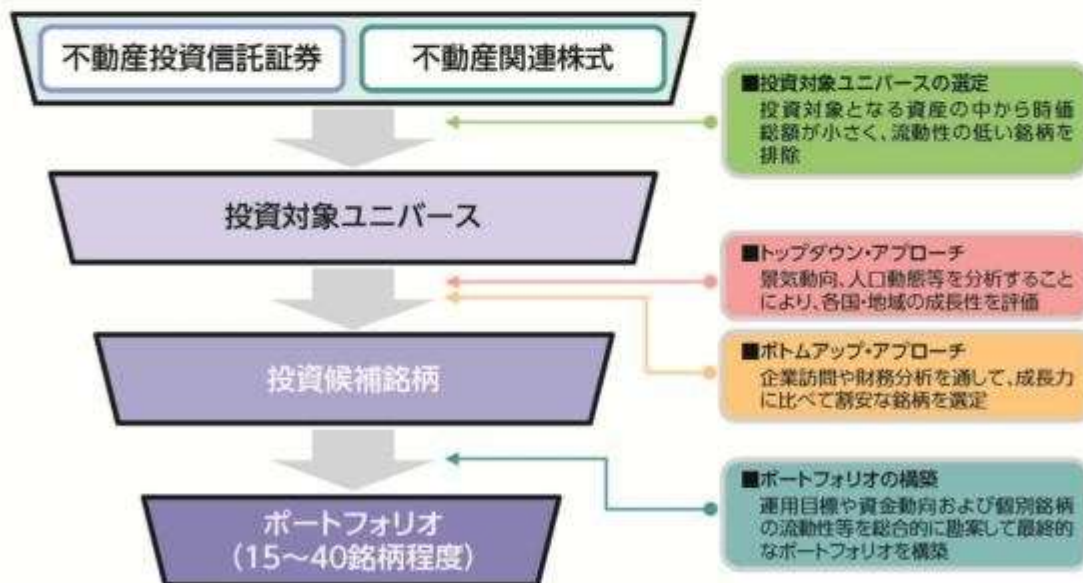 不動産投資信託証券
不動産関連株式
■投資対象ユニバースの選定
投資対象となる資産の中から時価
総額が小さく、流動性の低い銘柄を
排除
投資対象ユニバース
■トップダウン・アプローチ
景気動向、人口動態等を分析すること
により、各国・地域の成長性を評価
■ボトムアップ・アプローチ
企業訪問や財務分析を通して、成長力
に比べて割安な銘柄を選定
投資候補銘柄
■ポートフォリオの構築
運用目標や資金動向および個別銘柄
の流動性等を総合的に勘案して最終的
なポートフォリオを構築
ポートフォリオ
(15～40銘柄程度)